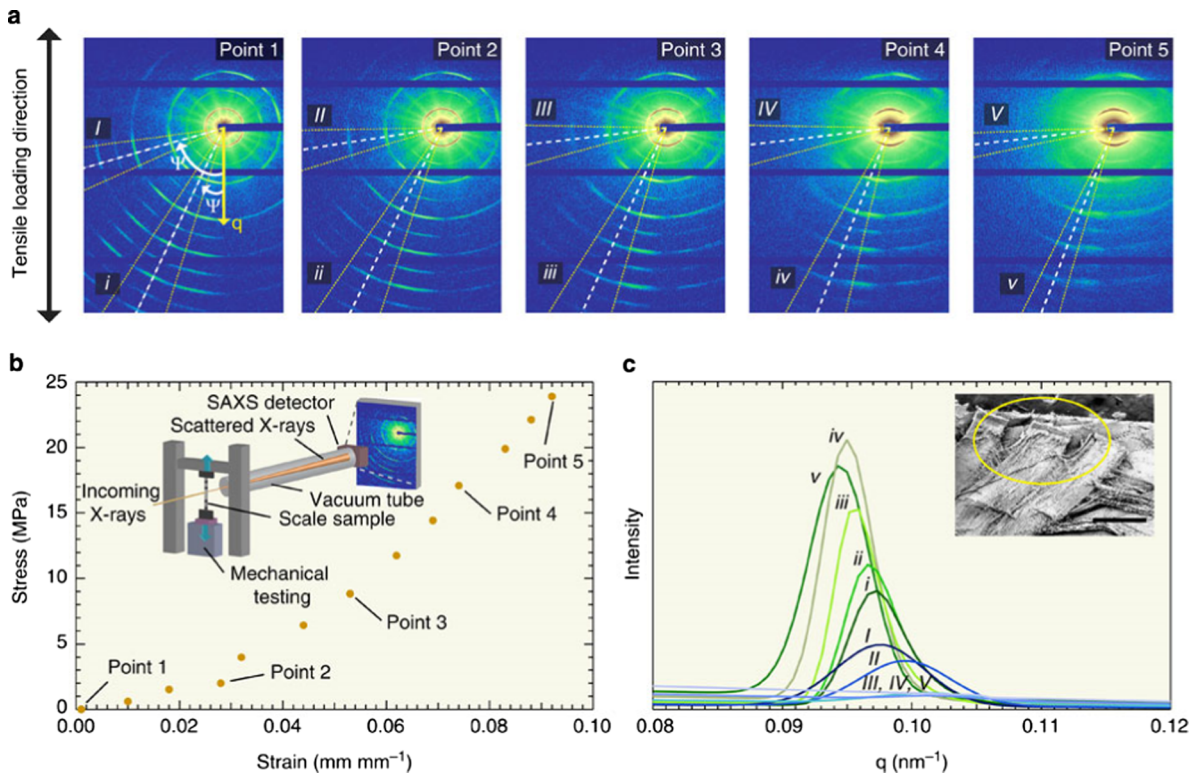 a
Tensile loading direction
Point 1
I
Ψ
Ψ
q
i
Point 2
II
ii
Point 3
III
iii
Point 4
IV
iv
Point 5
V
v
b
25
20
15
10
5
0
Stress (MPa)
0.00 0.02 0.04 0.06 0.08 0.10
Strain (mm mm⁻¹)
SAXS detector
Scattered X-rays
Incoming
X-rays
Vacuum tube
Scale sample
Mechanical
testing
Point 1
Point 2
Point 3
Point 4
Point 5
c
Intensity
iv
v
iii
ii
i
I
II
III, IV, V
0.08 0.09 0.10 0.11 0.12
q (nm⁻¹)